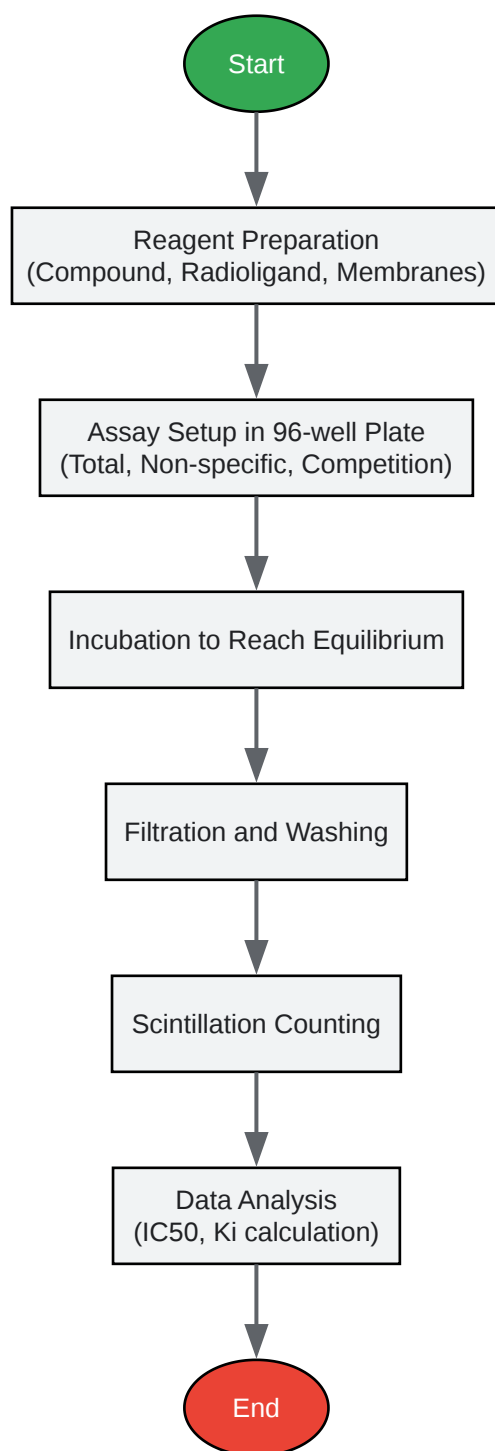 Start
Reagent Preparation
(Compound, Radioligand, Membranes)
Assay Setup in 96-well Plate
(Total, Non-specific, Competition)
Incubation to Reach Equilibrium
Filtration and Washing
Scintillation Counting
Data Analysis
(IC50, Ki calculation)
End